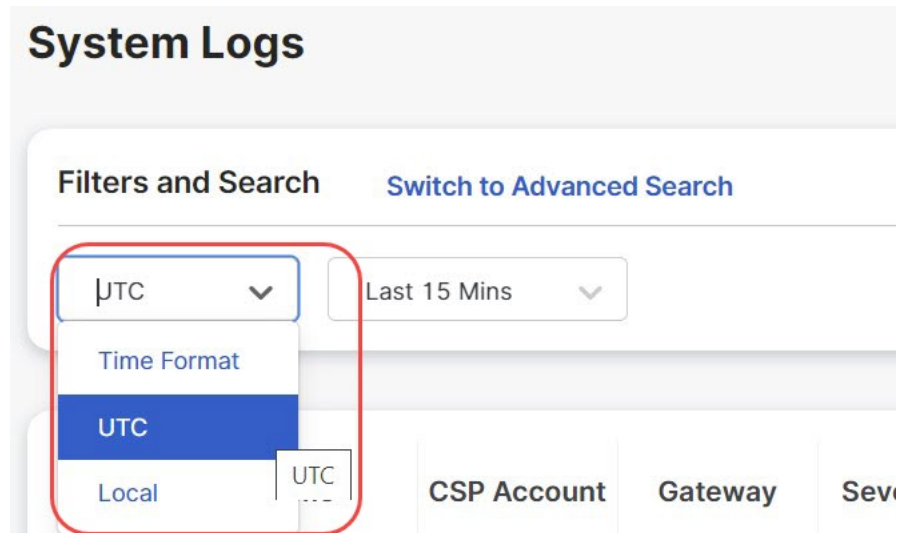 System Logs
Filters and Search Switch to Advanced Search
UTC Last 15 Mins
Time Format
UTC
UTC
Local
CSP Account Gateway